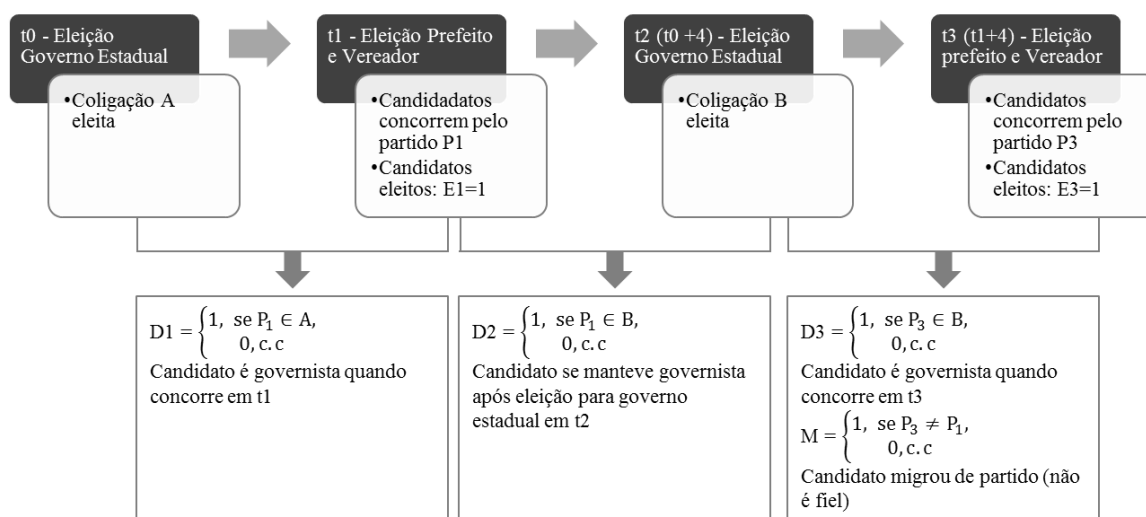 t0 - Eleição
Governo Estadual
•Coligação A
eleita
t1 - Eleição Prefeito
e Vereador
•Candidadatos
concorrem pelo
partido P1
•Candidatos
eleitos: E1=1
t2 (t0 +4) - Eleição
Governo Estadual
•Coligação B
eleita
t3 (t1+4) - Eleição
prefeito e Vereador
•Candidatos
concorrem pelo
partido P3
•Candidatos
eleitos: E3=1
D1 = {1, se P₁ ∈ A,
0, c. c
Candidato é governista quando
concorre em t1
D2 = {1, se P₁ ∈ B,
0, c. c
Candidato se manteve governista
após eleição para governo
estadual em t2
D3 = {1, se P₃ ∈ B,
0, c. c
Candidato é governista quando
concorre em t3
M = {1, se P₃ ≠ P₁,
0, c. c
Candidato migrou de partido (não
é fiel)